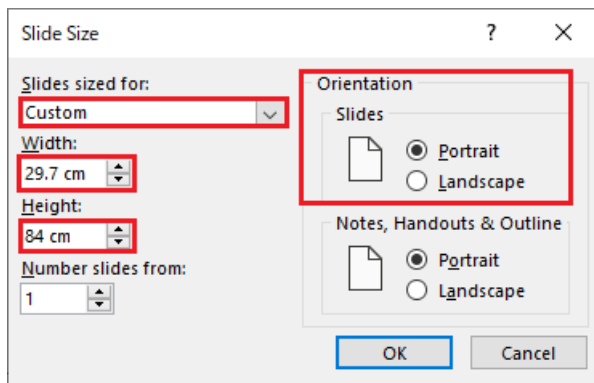 Slide Size
?
Slides sized for:
Custom
Width:
29.7 cm
Height:
84 cm
Number slides from:
1
Orientation
Slides
Portrait
Landscape
Notes, Handouts & Outline
Portrait
Landscape
OK
Cancel